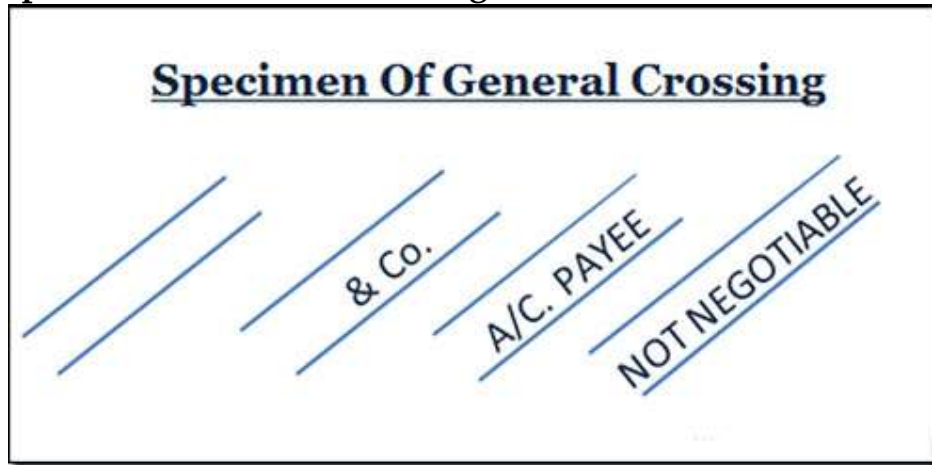 Specimen Of General Crossing
& Co.
A/C. PAYEE
NOT NEGOTIABLE